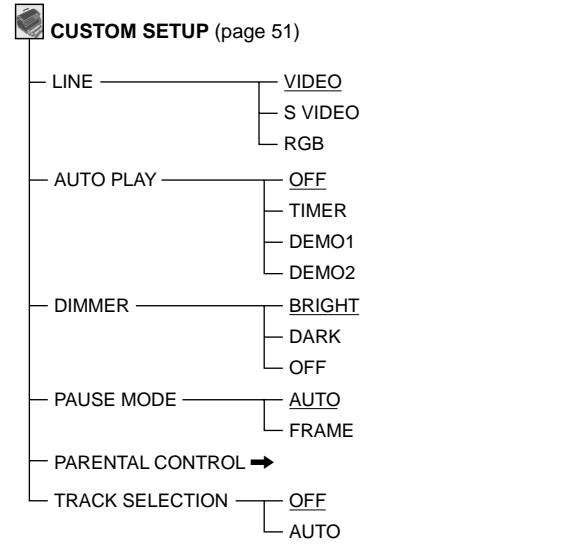 CUSTOM SETUP (page 51)
LINE VIDEO
S VIDEO
RGB
AUTO PLAY OFF
TIMER
DEMO1
DEMO2
DIMMER BRIGHT
DARK
OFF
PAUSE MODE AUTO
FRAME
PARENTAL CONTROL ➡
TRACK SELECTION OFF
AUTO